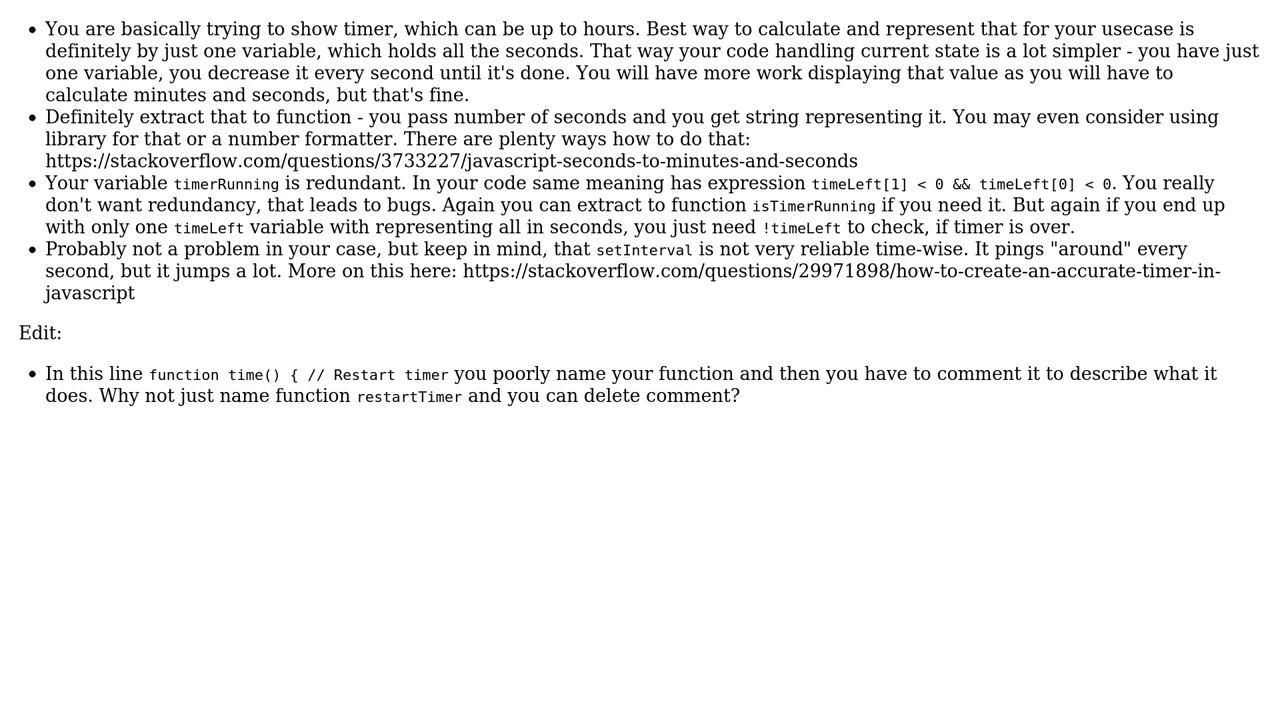 You are basically trying to show timer, which can be up to hours. Best way to calculate and represent that for your usecase is
definitely by just one variable, which holds all the seconds. That way your code handling current state is a lot simpler - you have just
one variable, you decrease it every second until it's done. You will have more work displaying that value as you will have to
calculate minutes and seconds, but that's fine.
Definitely extract that to function - you pass number of seconds and you get string representing it. You may even consider using
library for that or a number formatter. There are plenty ways how to do that:
https://stackoverflow.com/questions/3733227/javascript-seconds-to-minutes-and-seconds
Your variable timerRunning is redundant. In your code same meaning has expression timeLeft[1] < 0 && timeLeft[0] < 0. You really
don't want redundancy, that leads to bugs. Again you can extract to function isTimerRunning if you need it. But again if you end up
with only one timeLeft variable with representing all in seconds, you just need !timeLeft to check, if timer is over.
Probably not a problem in your case, but keep in mind, that setInterval is not very reliable time-wise. It pings "around" every
second, but it jumps a lot. More on this here: https://stackoverflow.com/questions/29971898/how-to-create-an-accurate-timer-in-
javascript
Edit:
In this line function time() { // Restart timer you poorly name your function and then you have to comment it to describe what it
does. Why not just name function restartTimer and you can delete comment?